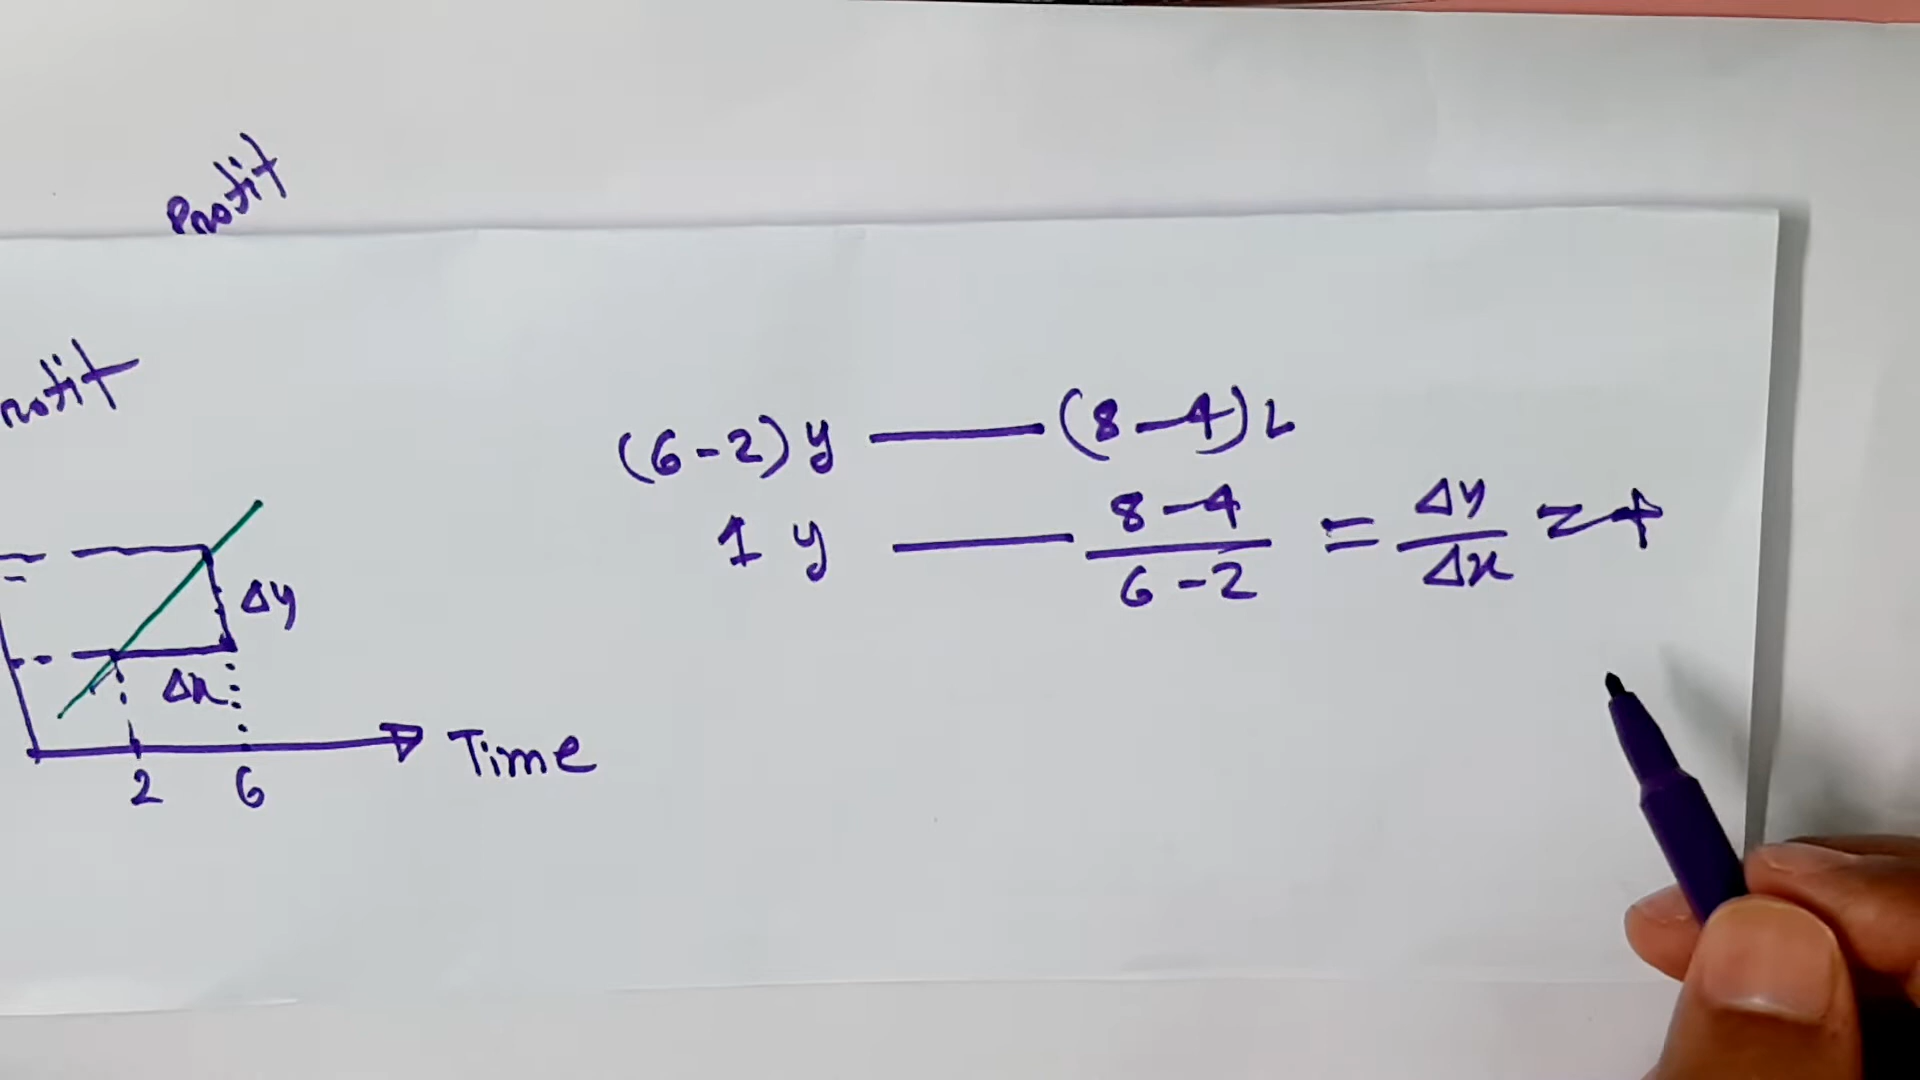 Profit
rofit
(6-2) y — (8-4) L
1 y — 8-4 / 6-2 = Δy / Δx = +
Δy
Δx
Time
2 6